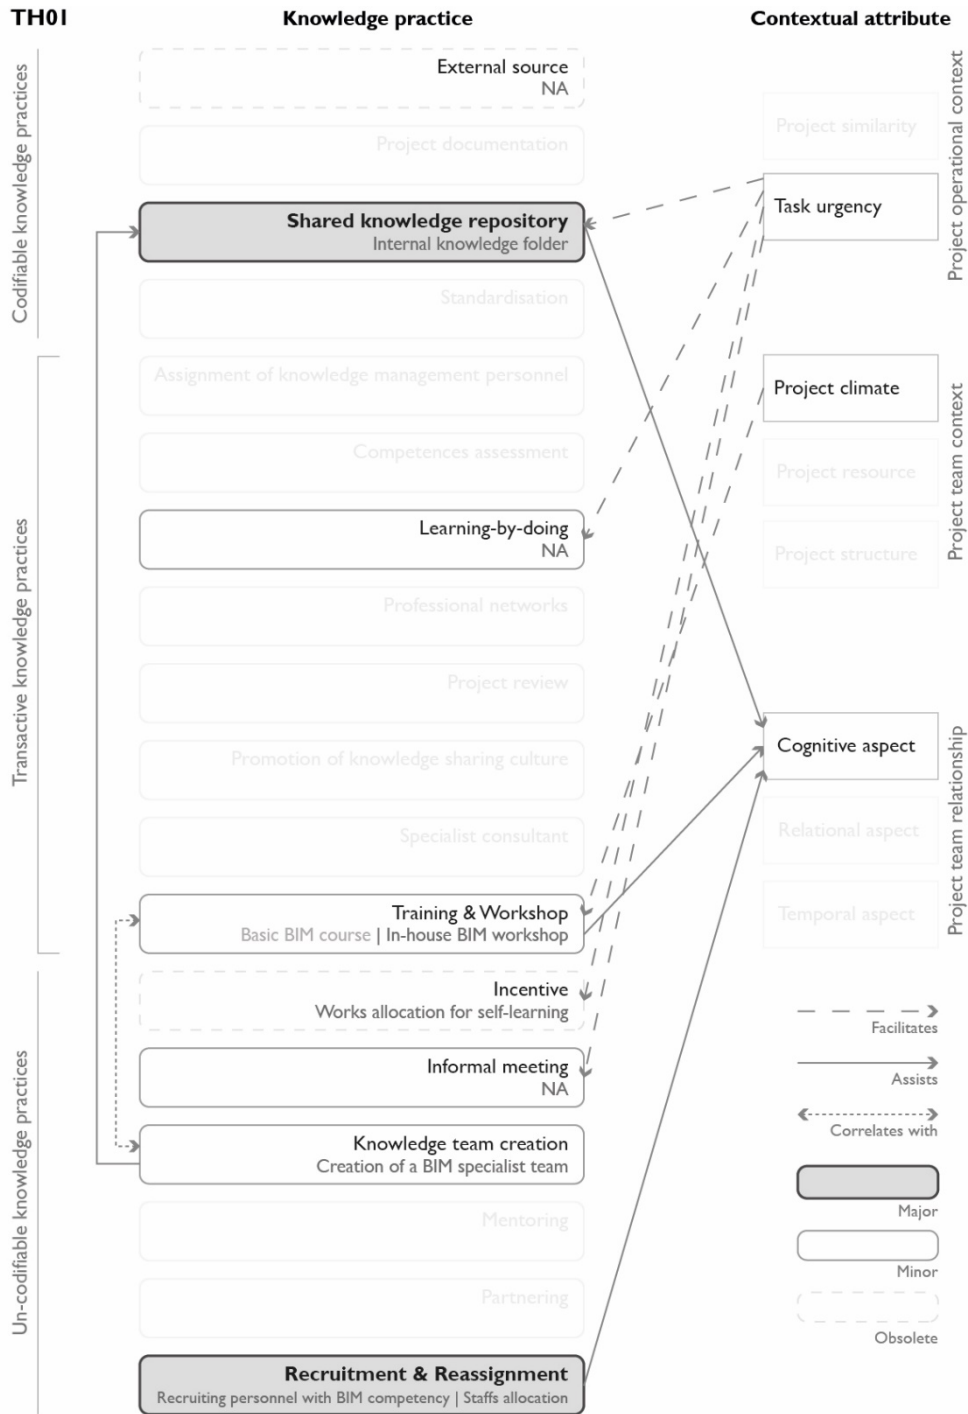 TH01
Knowledge practice
Contextual attribute
Codifiable knowledge practices
External source
NA
Project documentation
Shared knowledge repository
Internal knowledge folder
Standardisation
Transactive knowledge practices
Assignment of knowledge management personnel
Competences assessment
Learning-by-doing
NA
Professional networks
Project review
Promotion of knowledge sharing culture
Specialist consultant
Training & Workshop
Basic BIM course | In-house BIM workshop
Un-codifiable knowledge practices
Incentive
Works allocation for self-learning
Informal meeting
NA
Knowledge team creation
Creation of a BIM specialist team
Mentoring
Partnering
Recruitment & Reassignment
Recruiting personnel with BIM competency | Staffs allocation
Project operational context
Project similarity
Task urgency
Project team context
Project climate
Project resource
Project structure
Project team relationship
Cognitive aspect
Relational aspect
Temporal aspect
Facilitates
Assists
Correlates with
Major
Minor
Obsolete